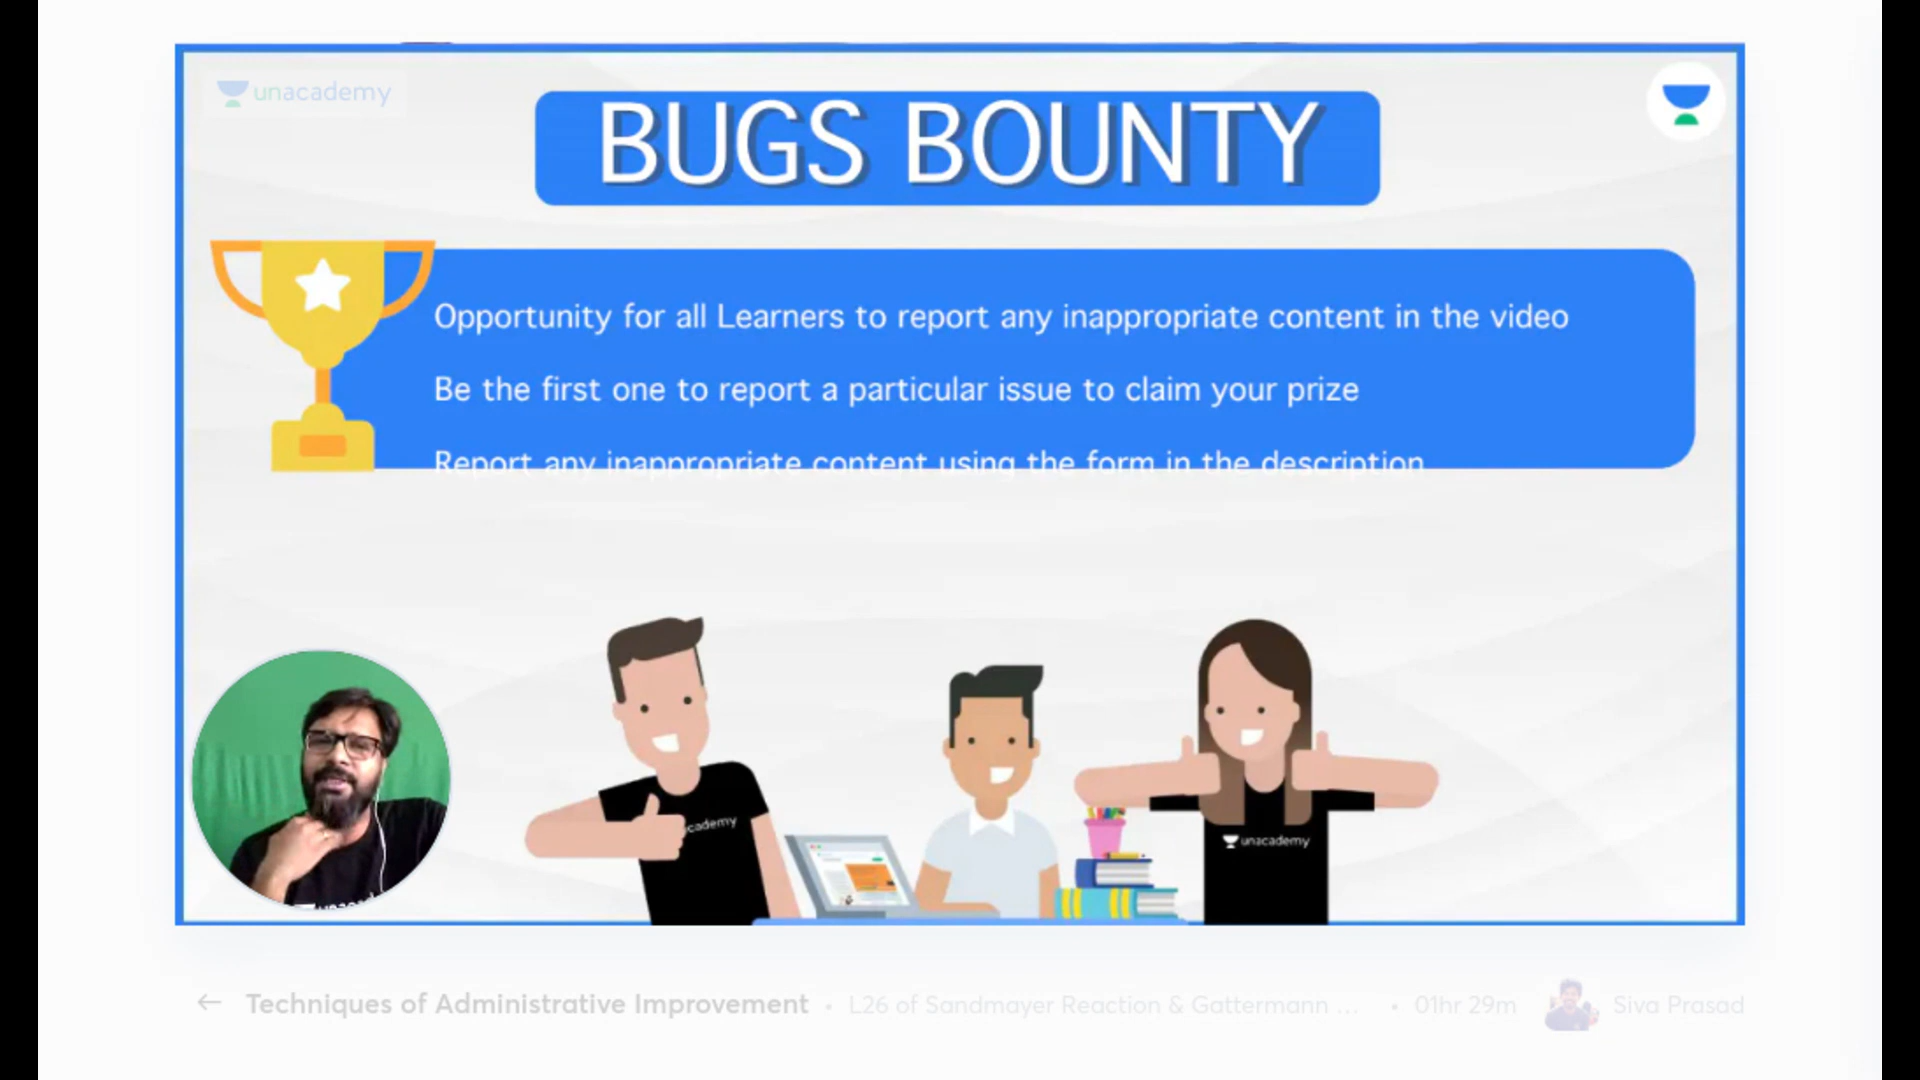 unacademy
BUGS BOUNTY
Opportunity for all Learners to report any inappropriate content in the video
Be the first one to report a particular issue to claim your prize
Report any inappropriate content using the form in the description
cademy
unacademy
Techniques of Administrative Improvement • L26 of Sandmayer Reaction & Gattermann ... • 01hr 29m Siva Prasad